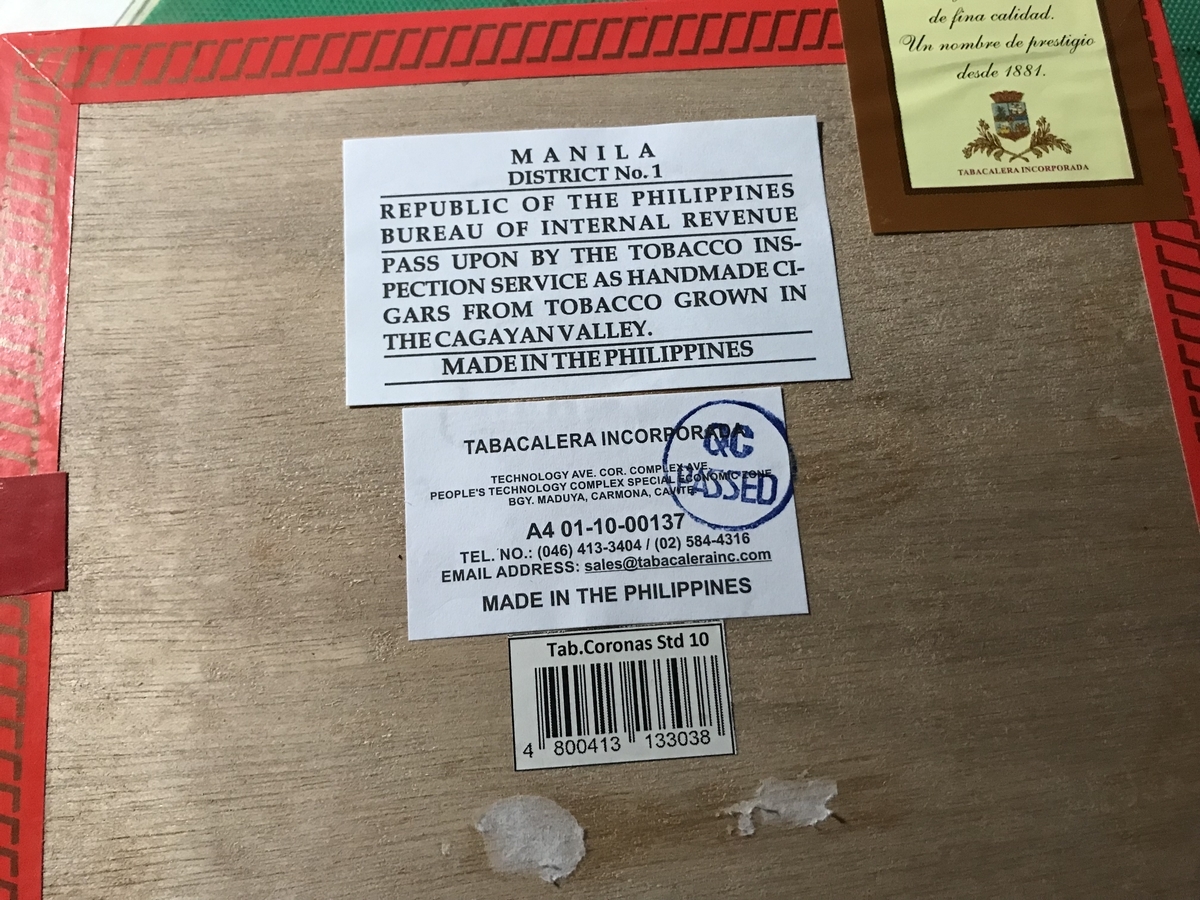 de fina calidad.
Un nombre de prestigio
desde 1881.
TABACALERA INCORPORADA
MANILA
DISTRICT No. 1
REPUBLIC OF THE PHILIPPINES
BUREAU OF INTERNAL REVENUE
PASS UPON BY THE TOBACCO INS-
PECTION SERVICE AS HANDMADE CI-
GARS FROM TOBACCO GROWN IN
THE CAGAYAN VALLEY.
MADE IN THE PHILIPPINES
TABACALERA INCORPORADA
QC
PASSED
TECHNOLOGY AVE. COR. COMPLEX AVE.
PEOPLE'S TECHNOLOGY COMPLEX SPECIAL ECONOMIC ZONE
BGY. MADUYA, CARMONA, CAVITE
A4 01-10-00137
TEL. NO.: (046) 413-3404 / (02) 584-4316
EMAIL ADDRESS: sales@tabacalerainc.com
MADE IN THE PHILIPPINES
Tab.Coronas Std 10
4 800413 133038